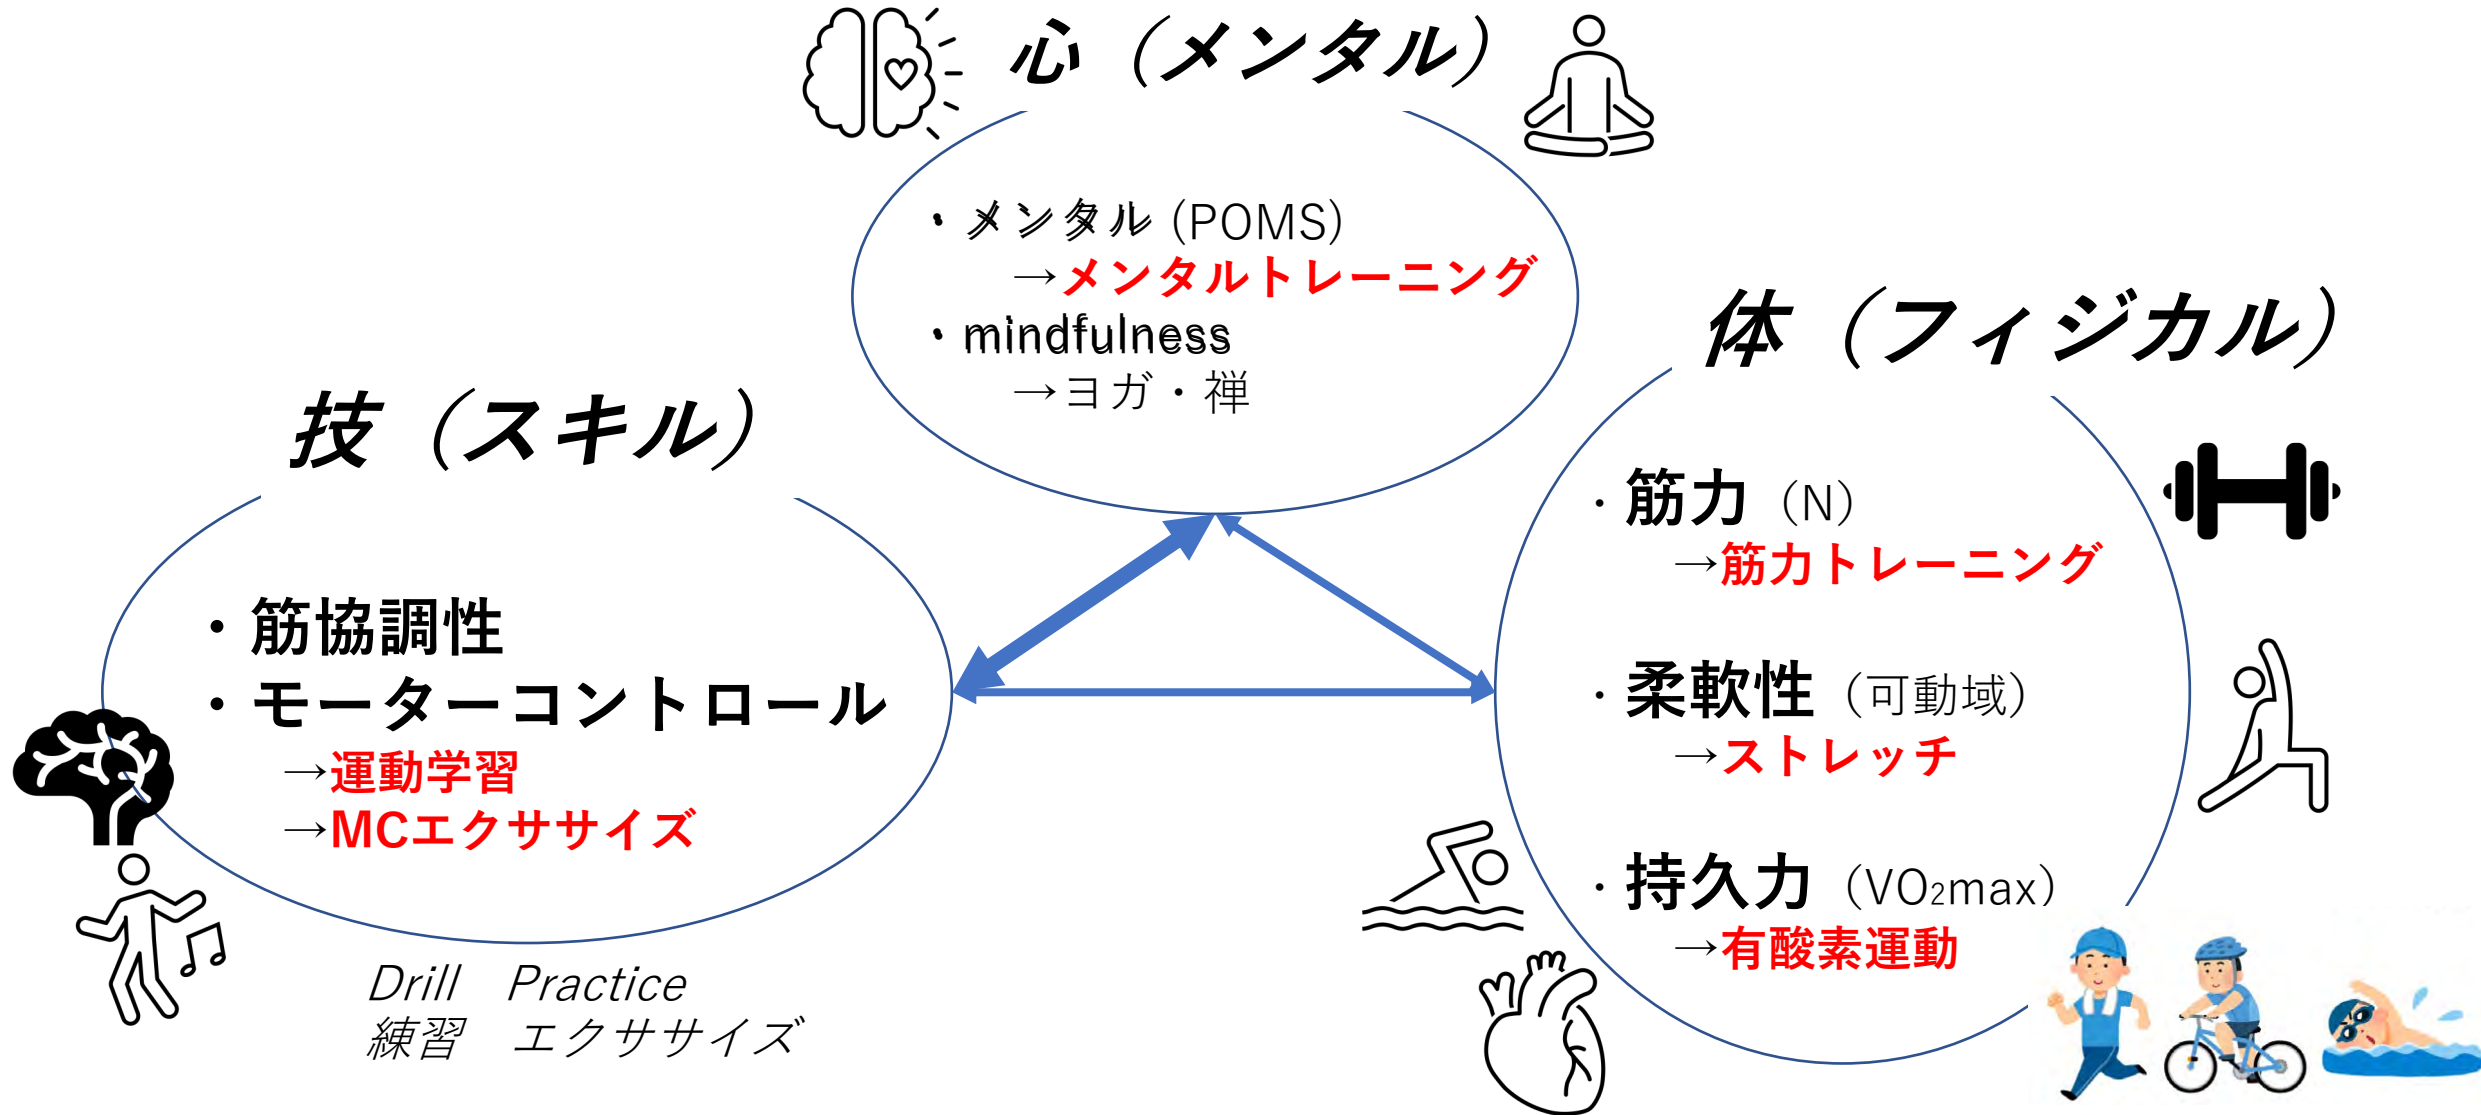 心（メンタル）
・メンタル (POMS)
→メンタルトレーニング
・mindfulness
→ヨガ・禅
体（フィジカル）
・筋力（N）
→筋力トレーニング
・柔軟性（可動域）
→ストレッチ
・持久力（VO₂max）
→有酸素運動
技（スキル）
・筋協調性
・モーターコントロール
→運動学習
→MCエクササイズ
Drill　Practice
練習　エクササイズ